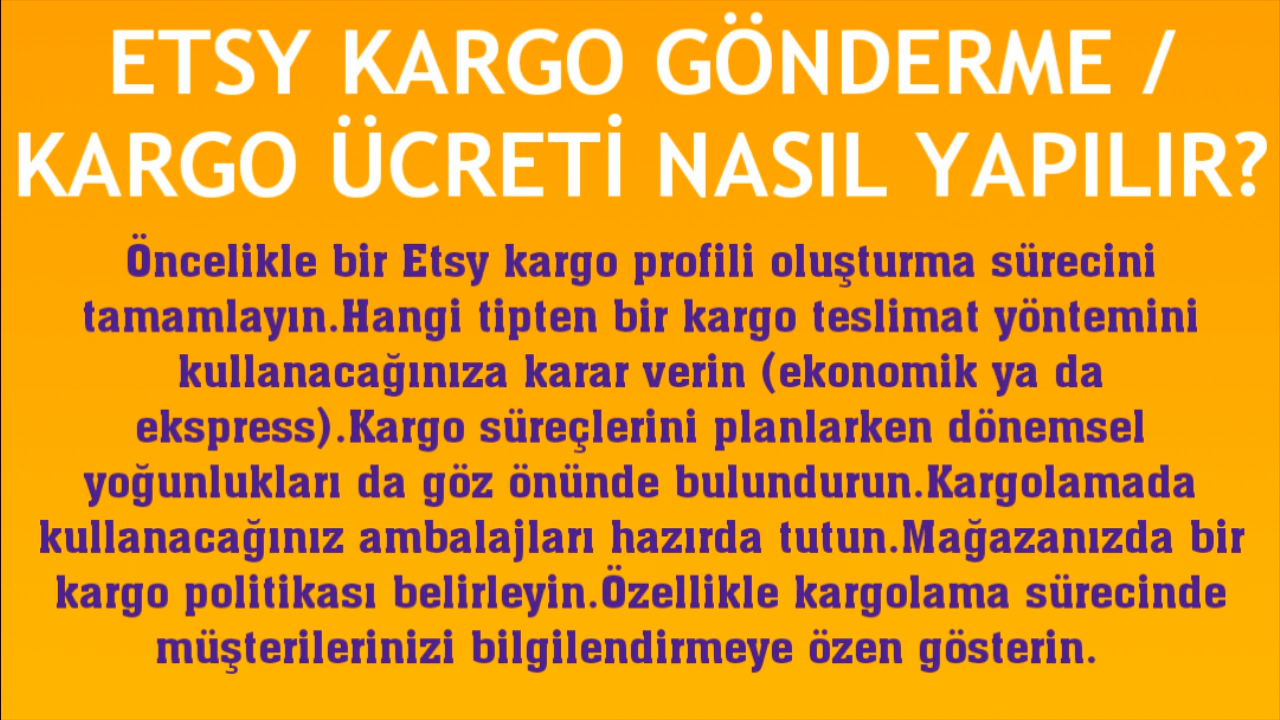 ETSY KARGO GÖNDERME /
KARGO ÜCRETİ NASIL YAPILIR?
Öncelikle bir Etsy kargo profili oluşturma sürecini
tamamlayın.Hangi tipten bir kargo teslimat yöntemini
kullanacağınıza karar verin (ekonomik ya da
ekspress).Kargo süreçlerini planlarken dönemsel
yoğunlukları da göz önünde bulundurun.Kargolamada
kullanacağınız ambalajları hazırda tutun.Mağazanızda bir
kargo politikası belirleyin.Özellikle kargolama sürecinde
müşterilerinizi bilgilendirmeye özen gösterin.